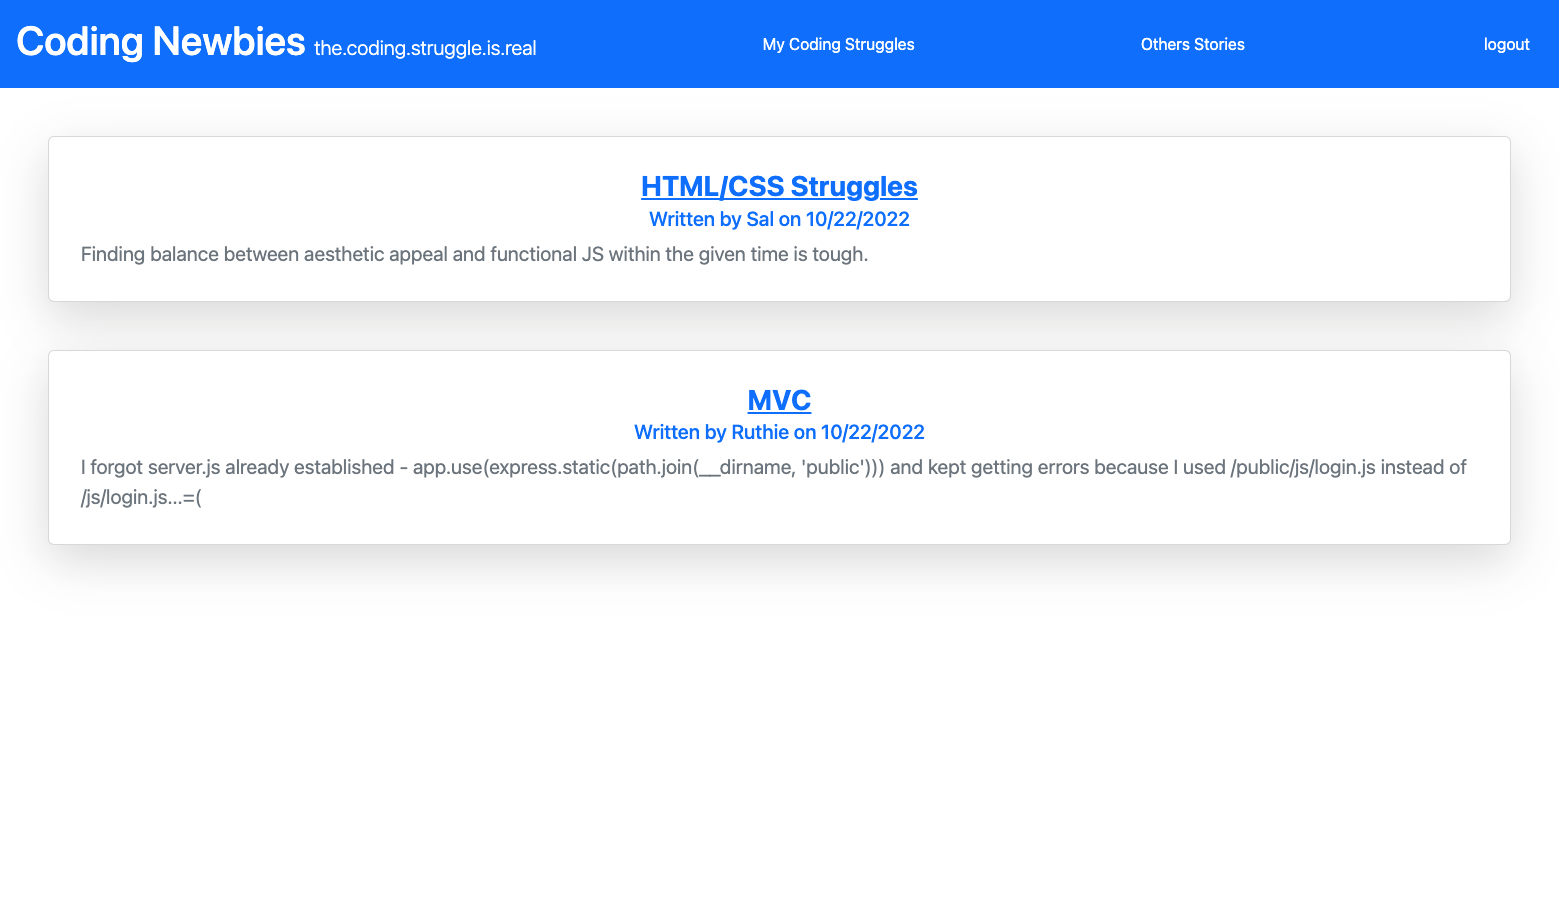 Coding Newbies the.coding.struggle.is.real My Coding Struggles Others Stories logout
HTML/CSS Struggles
Written by Sal on 10/22/2022
Finding balance between aesthetic appeal and functional JS within the given time is tough.
MVC
Written by Ruthie on 10/22/2022
I forgot server.js already established - app.use(express.static(path.join(__dirname, 'public'))) and kept getting errors because I used /public/js/login.js instead of
/js/login.js...=(